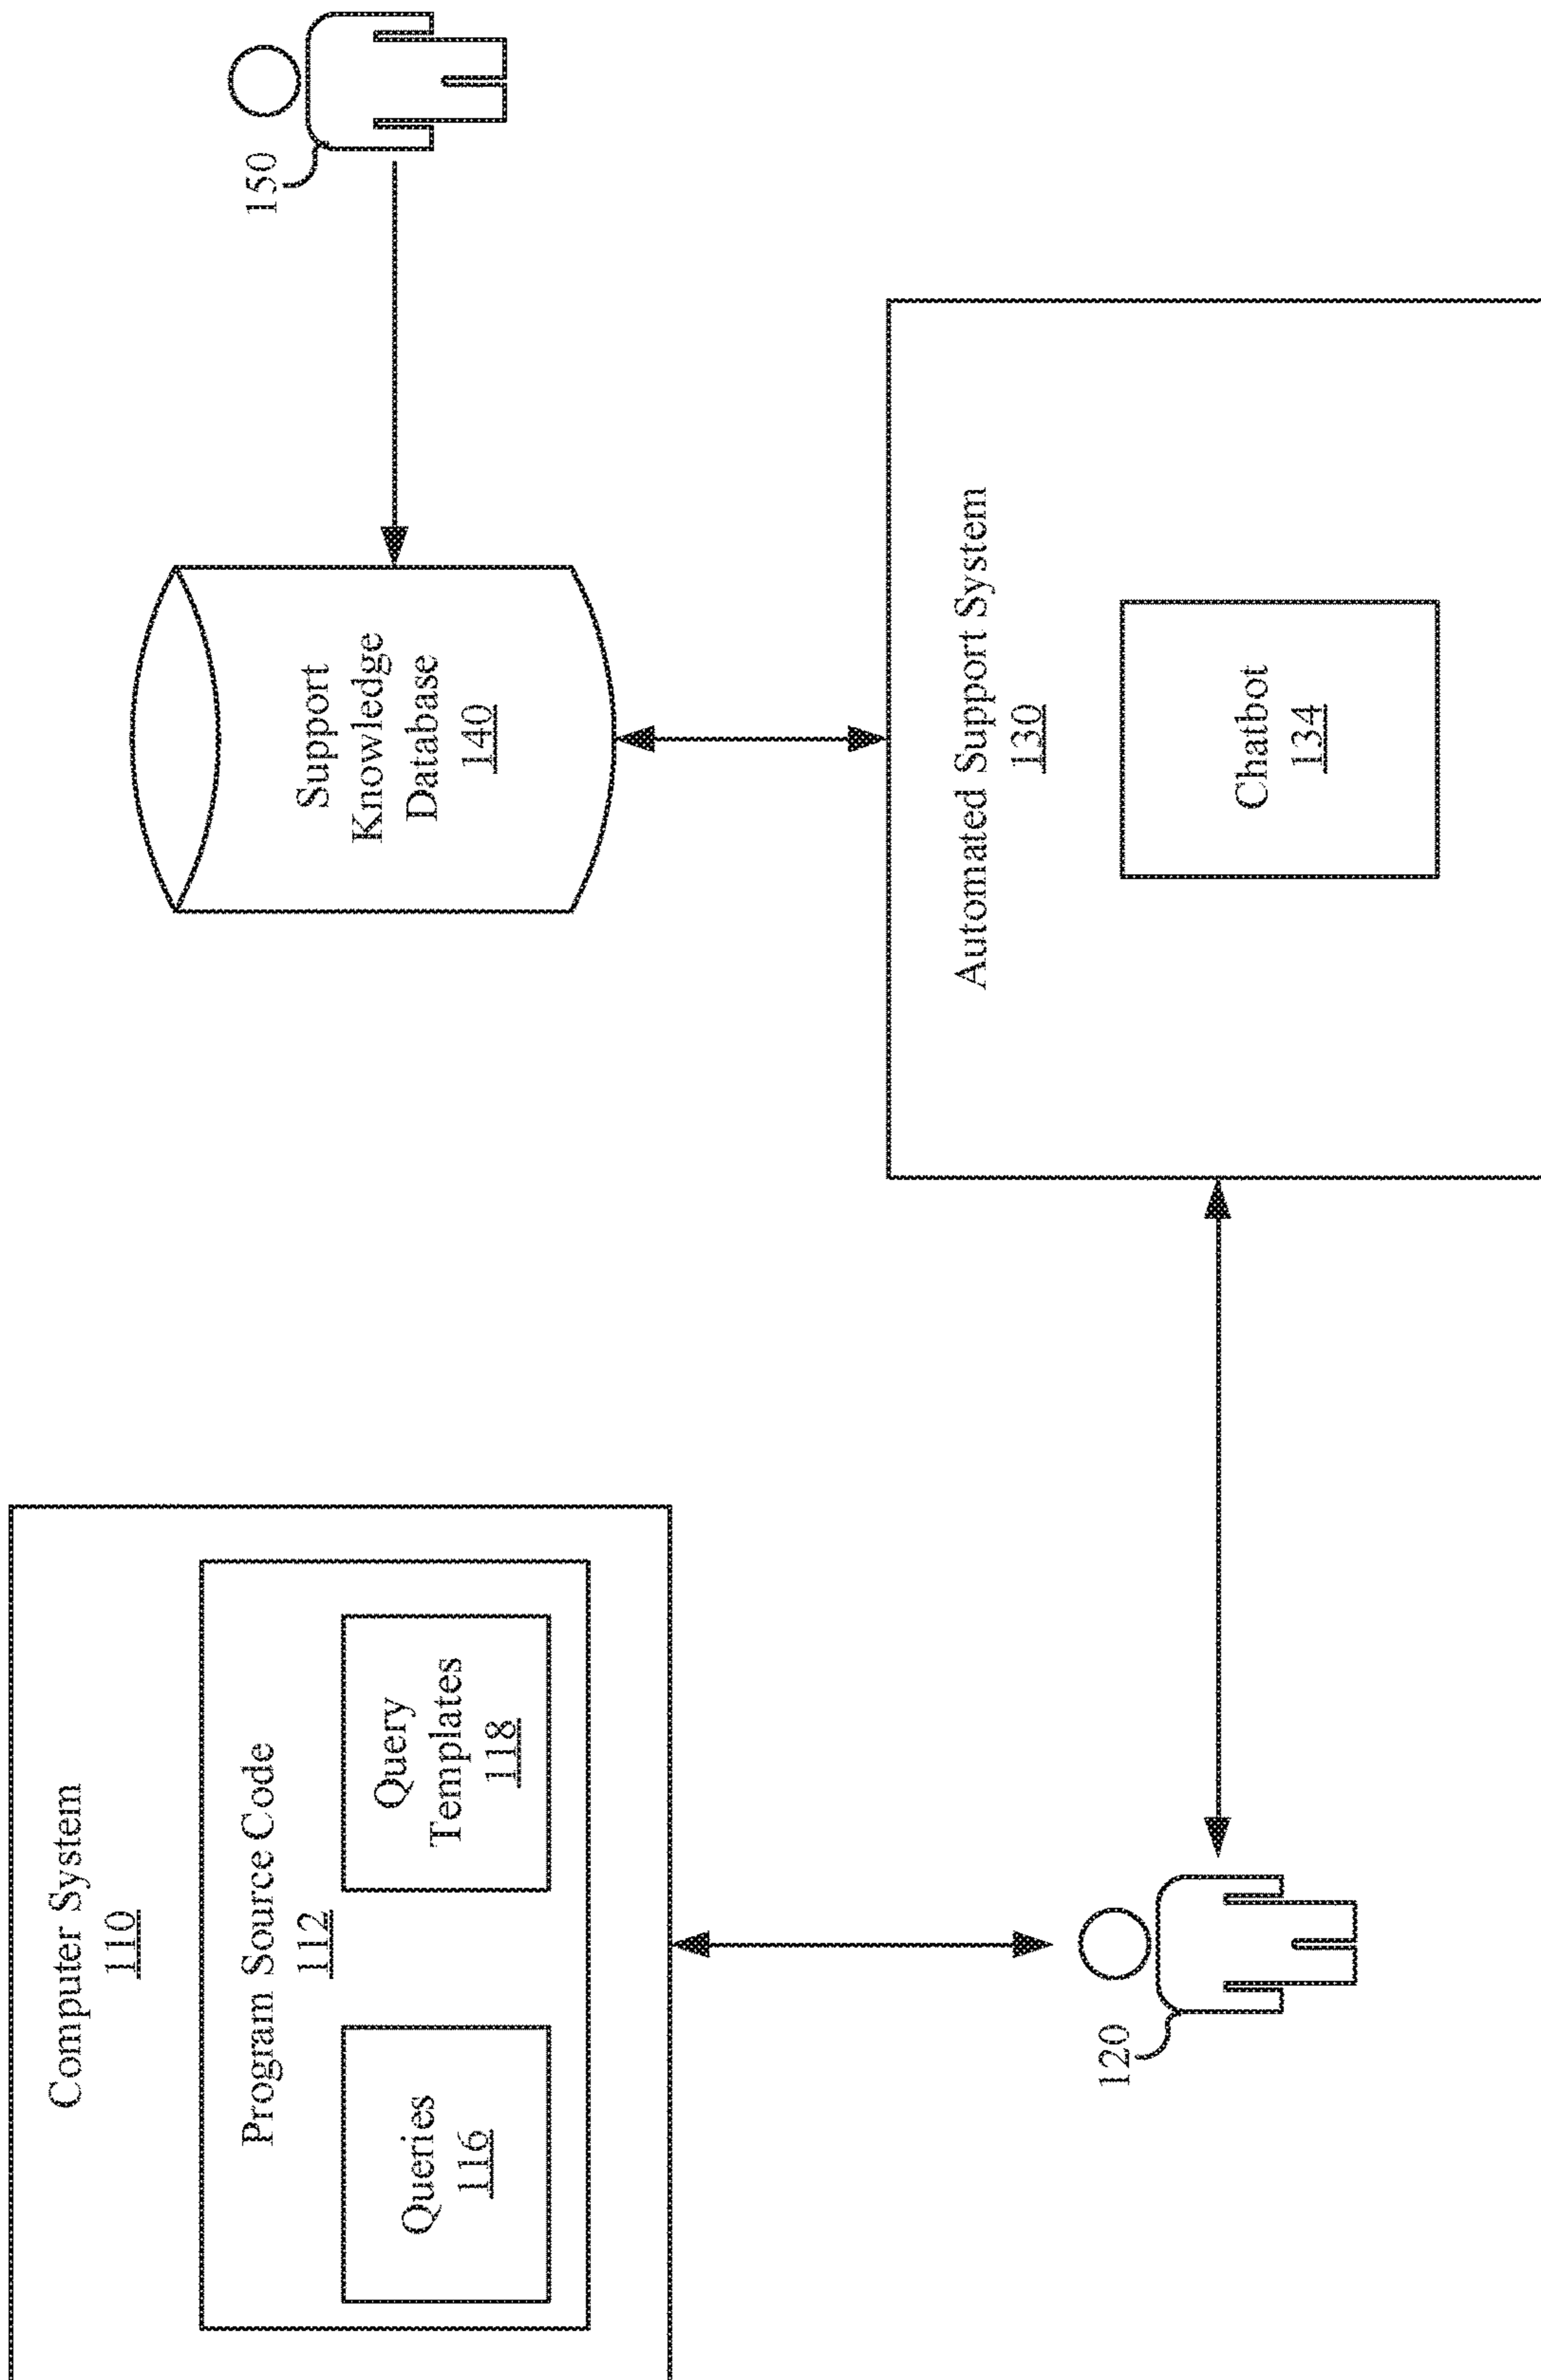 Computer System
110
Program Source Code
112
Queries
116
Query
Templates
118
120
Support
Knowledge
Database
140
150
Automated Support System
130
Chatbot
134